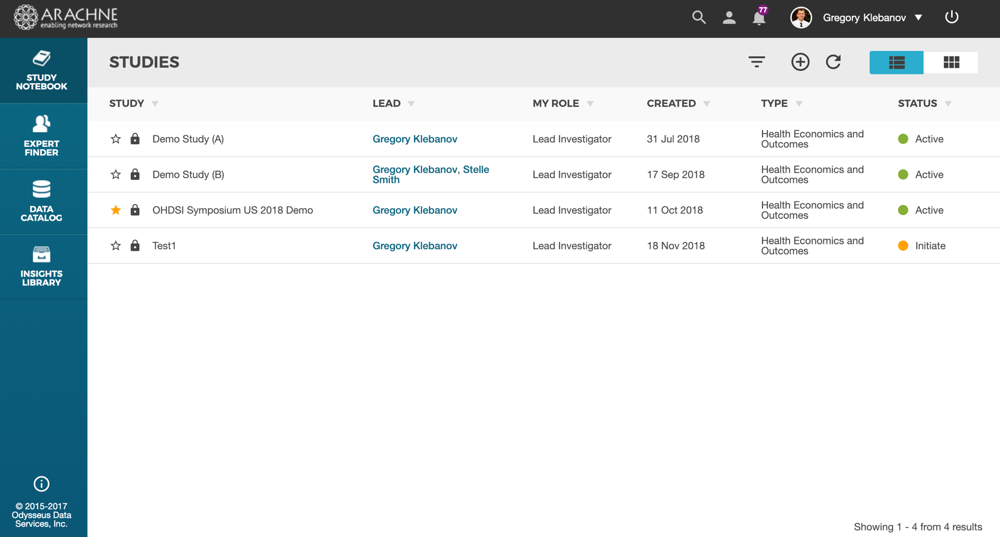 ARACHNE
enabling network research
77
Gregory Klebanov
STUDY
NOTEBOOK
EXPERT
FINDER
DATA
CATALOG
INSIGHTS
LIBRARY
© 2015-2017
Odysseus Data
Services, Inc.
STUDIES
STUDY LEAD MY ROLE CREATED TYPE STATUS
Demo Study (A) Gregory Klebanov Lead Investigator 31 Jul 2018 Health Economics and
Outcomes Active
Demo Study (B) Gregory Klebanov, Stelle
Smith Lead Investigator 17 Sep 2018 Health Economics and
Outcomes Active
OHDSI Symposium US 2018 Demo Gregory Klebanov Lead Investigator 11 Oct 2018 Health Economics and
Outcomes Active
Test1 Gregory Klebanov Lead Investigator 18 Nov 2018 Health Economics and
Outcomes Initiate
Showing 1 - 4 from 4 results